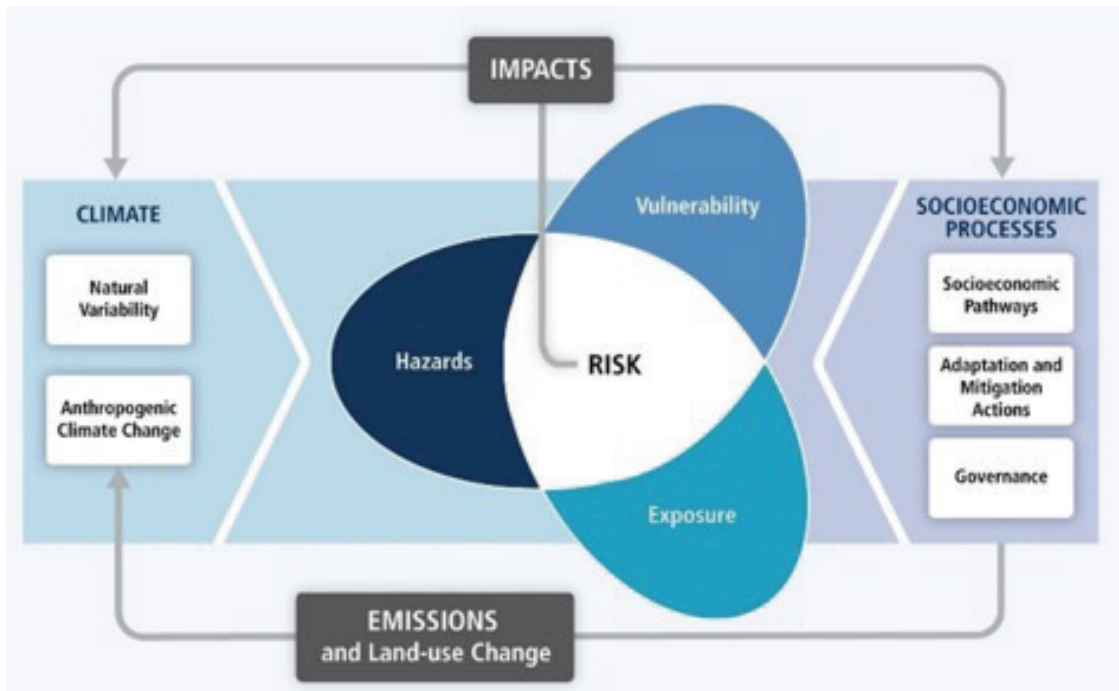 IMPACTS
CLIMATE
Natural
Variability
Anthropogenic
Climate Change
Vulnerability
Hazards
RISK
Exposure
SOCIOECONOMIC
PROCESSES
Socioeconomic
Pathways
Adaptation and
Mitigation
Actions
Governance
EMISSIONS
and Land-use Change